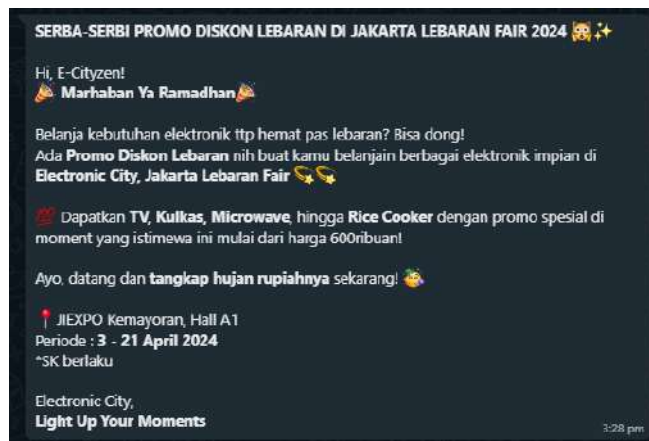 SERBA-SERBI PROMO DISKON LEBARAN DI JAKARTA LEBARAN FAIR 2024 🙀✨
Hi, E-Cityzen!
🎉 Marhaban Ya Ramadhan🎉
Belanja kebutuhan elektronik ttp hemat pas lebaran? Bisa dong!
Ada Promo Diskon Lebaran nih buat kamu belanjain berbagai elektronik impian di
Electronic City, Jakarta Lebaran Fair 💫💫
💯 Dapatkan TV, Kulkas, Microwave, hingga Rice Cooker dengan promo spesial di
moment yang istimewa ini mulai dari harga 600ribuan!
Ayo, datang dan tangkap hujan rupiahnya sekarang! 🤑
📍 JIEXPO Kemayoran, Hall A1
Periode : 3 - 21 April 2024
*SK berlaku
Electronic City,
Light Up Your Moments
3:28 pm